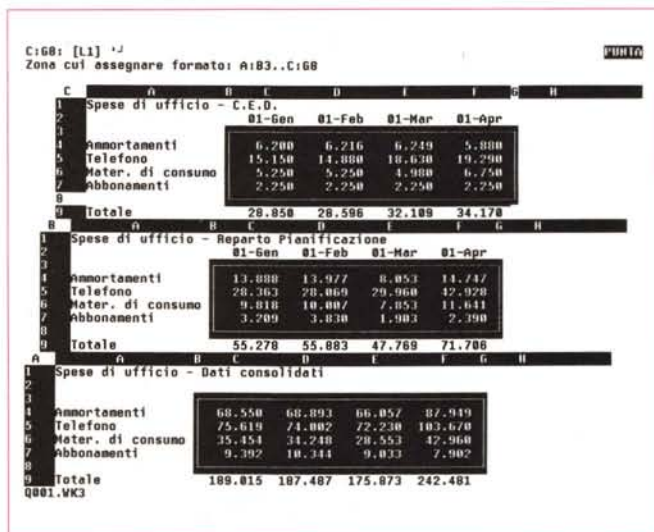 C:G8: [L1] '┘ PUNTA
Zona cui assegnare formato: A:B3..C:G8
C A B C D E F G H
1 Spese di ufficio - C.E.D.
2 01-Gen 01-Feb 01-Mar 01-Apr
3
4 Ammortamenti 6.200 6.216 6.249 5.880
5 Telefono 15.150 14.880 18.630 19.290
6 Mater. di consumo 5.250 5.250 4.980 6.750
7 Abbonamenti 2.250 2.250 2.250 2.250
8
9 Totale 28.850 28.596 32.109 34.170
B A B C D E F G H
1 Spese di ufficio - Reparto Pianificazione
2 01-Gen 01-Feb 01-Mar 01-Apr
3
4 Ammortamenti 13.888 13.977 8.053 14.747
5 Telefono 28.363 28.069 29.960 42.928
6 Mater. di consumo 9.818 10.007 7.853 11.641
7 Abbonamenti 3.209 3.830 1.903 2.390
8
9 Totale 55.278 55.883 47.769 71.706
A A B C D E F G H
1 Spese di ufficio - Dati consolidati
2
3
4 Ammortamenti 68.550 68.893 66.057 87.949
5 Telefono 75.619 74.002 72.230 103.670
6 Mater. di consumo 35.454 34.248 28.553 42.960
7 Abbonamenti 9.392 10.344 9.033 7.902
8
9 Totale 189.015 187.487 175.873 242.481
Q001.WK3